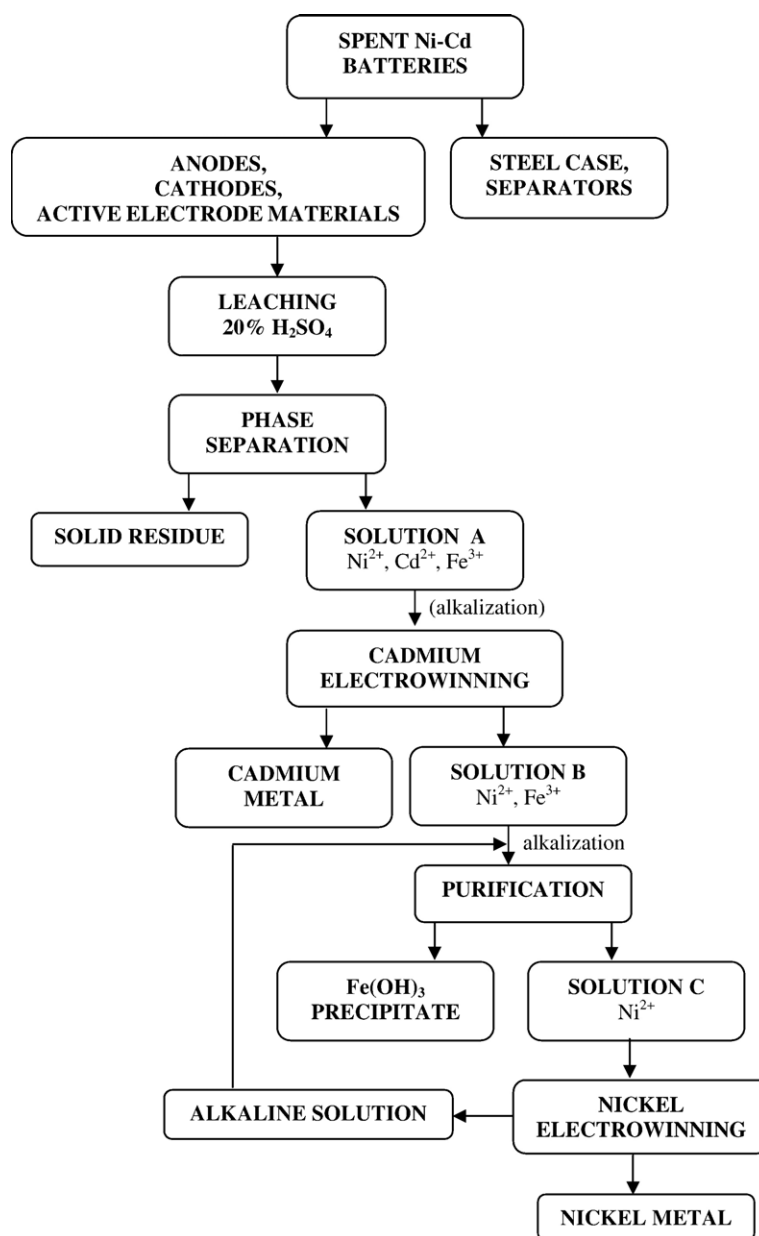 SPENT Ni-Cd
BATTERIES
ANODES,
CATHODES,
ACTIVE ELECTRODE MATERIALS
STEEL CASE,
SEPARATORS
LEACHING
20% H₂SO₄
PHASE
SEPARATION
SOLID RESIDUE
SOLUTION A
Ni²⁺, Cd²⁺, Fe³⁺
(alkalization)
CADMIUM
ELECTROWINNING
CADMIUM
METAL
SOLUTION B
Ni²⁺, Fe³⁺
alkalization
PURIFICATION
Fe(OH)₃
PRECIPITATE
SOLUTION C
Ni²⁺
ALKALINE SOLUTION
NICKEL
ELECTROWINNING
NICKEL METAL